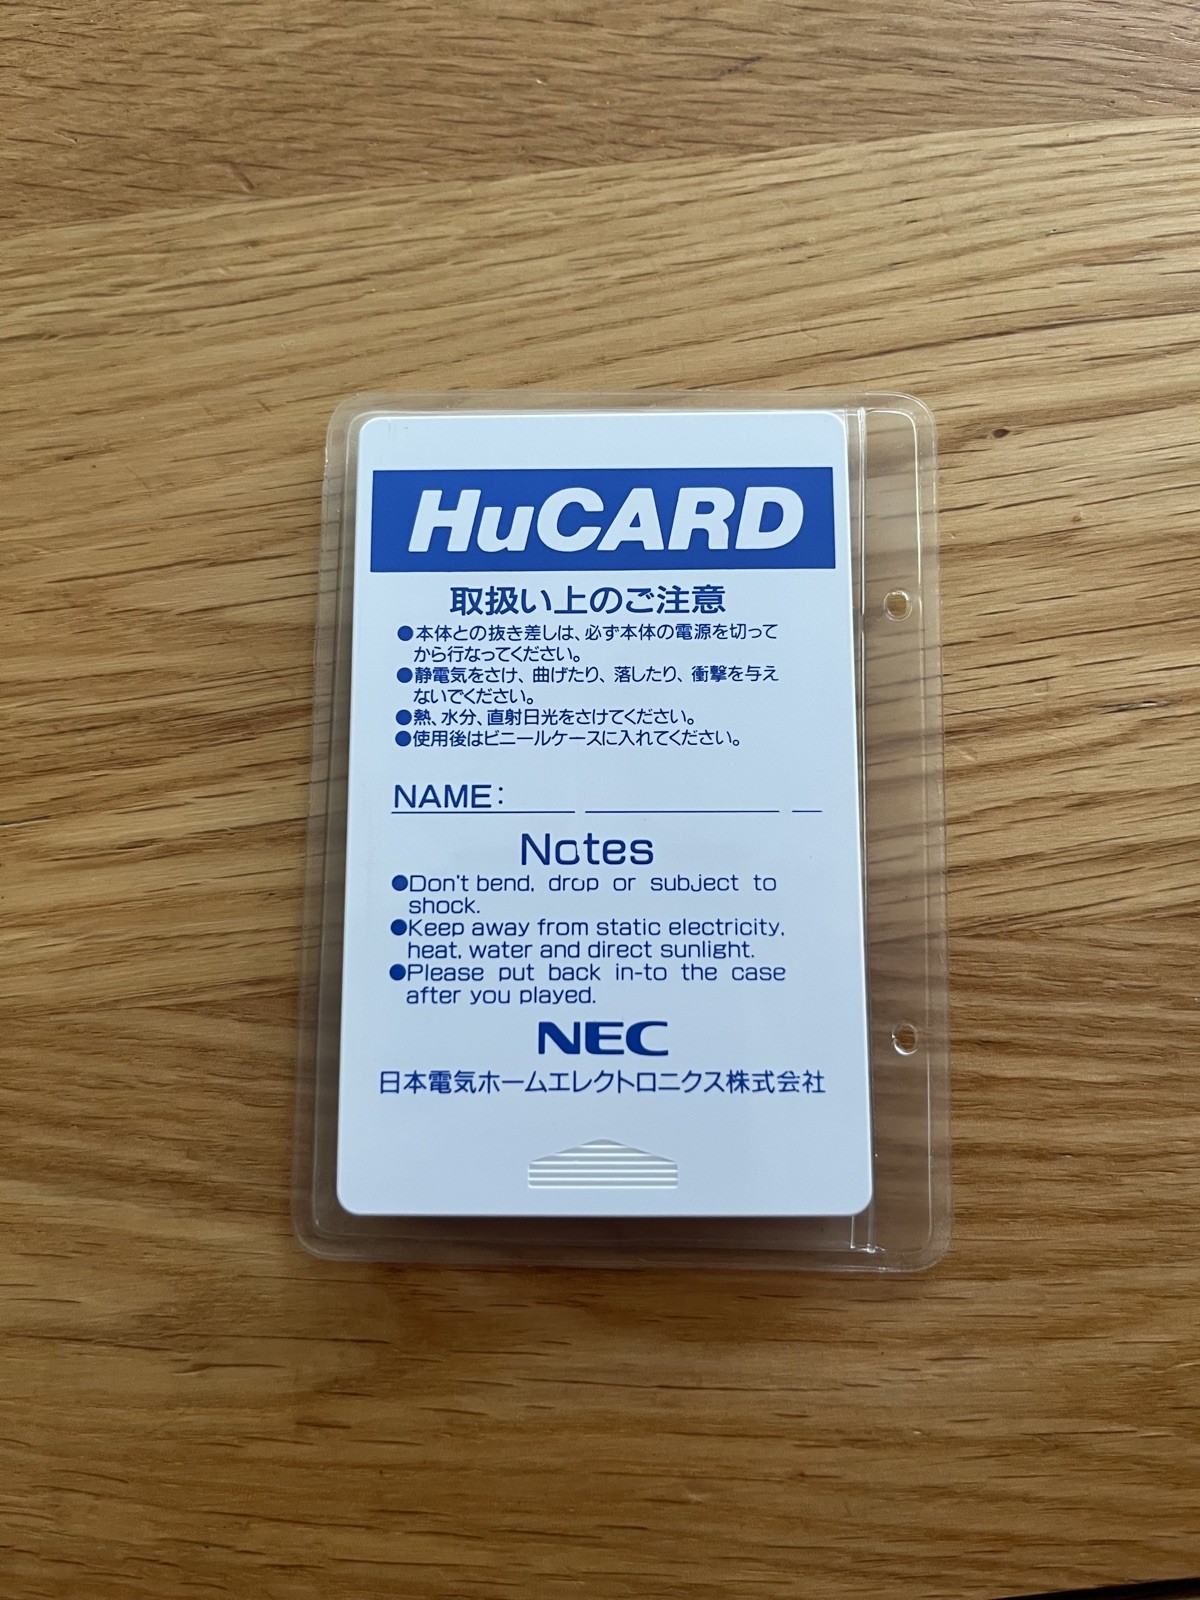 HuCARD
取扱い上のご注意
●本体との抜き差しは、必ず本体の電源を切って
から行なってください。
●静電気をさけ、曲げたり、落したり、衝撃を与え
ないでください。
●熱、水分、直射日光をさけてください。
●使用後はビニールケースに入れてください。
NAME:
Notes
●Don't bend, drop or subject to
shock.
●Keep away from static electricity,
heat, water and direct sunlight.
●Please put back in-to the case
after you played.
NEC
日本電気ホームエレクトロニクス株式会社